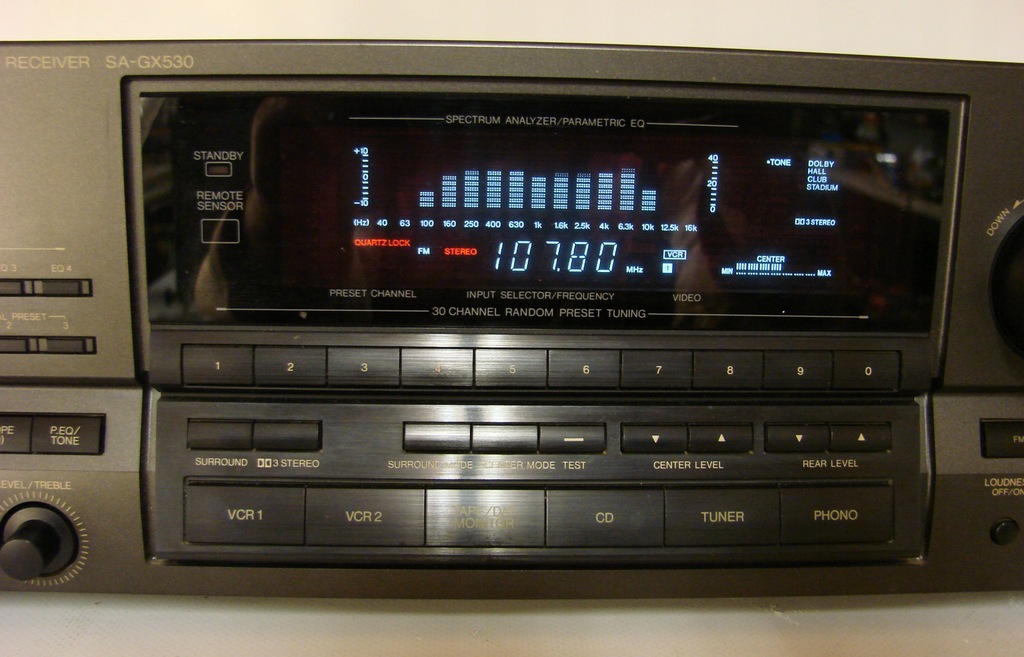 RECEIVER SA-GX530
SPECTRUM ANALYZER/PARAMETRIC EQ
STANDBY
REMOTE
SENSOR
+10
40
20
0
•TONE
DOLBY
HALL
CLUB
STADIUM
(Hz) 40 63 100 160 250 400 630 1k 1.6k 2.5k 4k 6.3k 10k 12.5k 16k
3 STEREO
QUARTZ LOCK
FM STEREO 107.80 MHz
VCR
1
CENTER
MIN MAX
PRESET CHANNEL INPUT SELECTOR/FREQUENCY VIDEO
30 CHANNEL RANDOM PRESET TUNING
DOWN
3 EQ 4
PRESET
2 3
1 2 3 4 5 6 7 8 9 0
P.EQ/
TONE
SURROUND 3 STEREO SURROUND MODE CENTER MODE TEST CENTER LEVEL REAR LEVEL
FM
LEVEL/TREBLE
LOUDNESS
OFF/ON
VCR 1 VCR 2 MONITOR CD TUNER PHONO